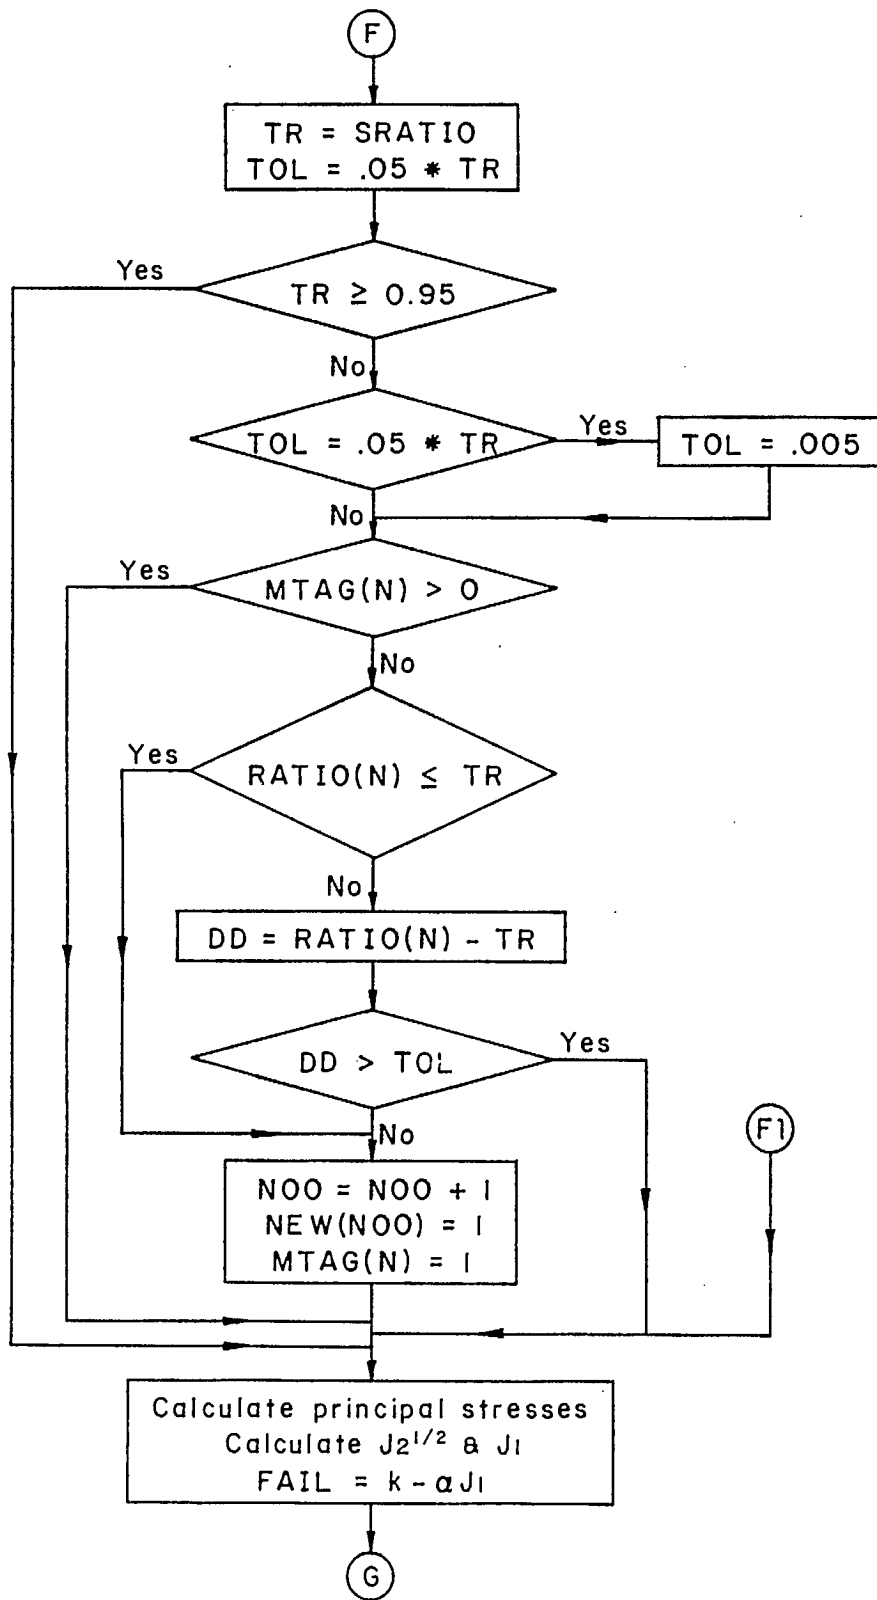 F
TR = SRATIO
TOL = .05 * TR
Yes
TR ≥ 0.95
No
TOL = .05 * TR
Yes
TOL = .005
No
Yes
MTAG(N) > 0
No
Yes
RATIO(N) ≤ TR
No
DD = RATIO(N) - TR
DD > TOL
Yes
F1
No
NOO = NOO + 1
NEW(NOO) = 1
MTAG(N) = 1
Calculate principal stresses
Calculate J2^1/2 & J1
FAIL = k - αJ1
G